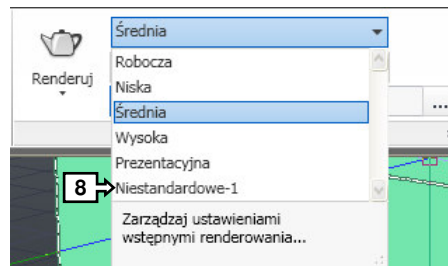 Średnia
Renderuj
Robocza
Niska
Średnia
...
Wysoka
Prezentacyjna
8
Niestandardowe-1
Zarządzaj ustawieniami
wstępnymi renderowania...